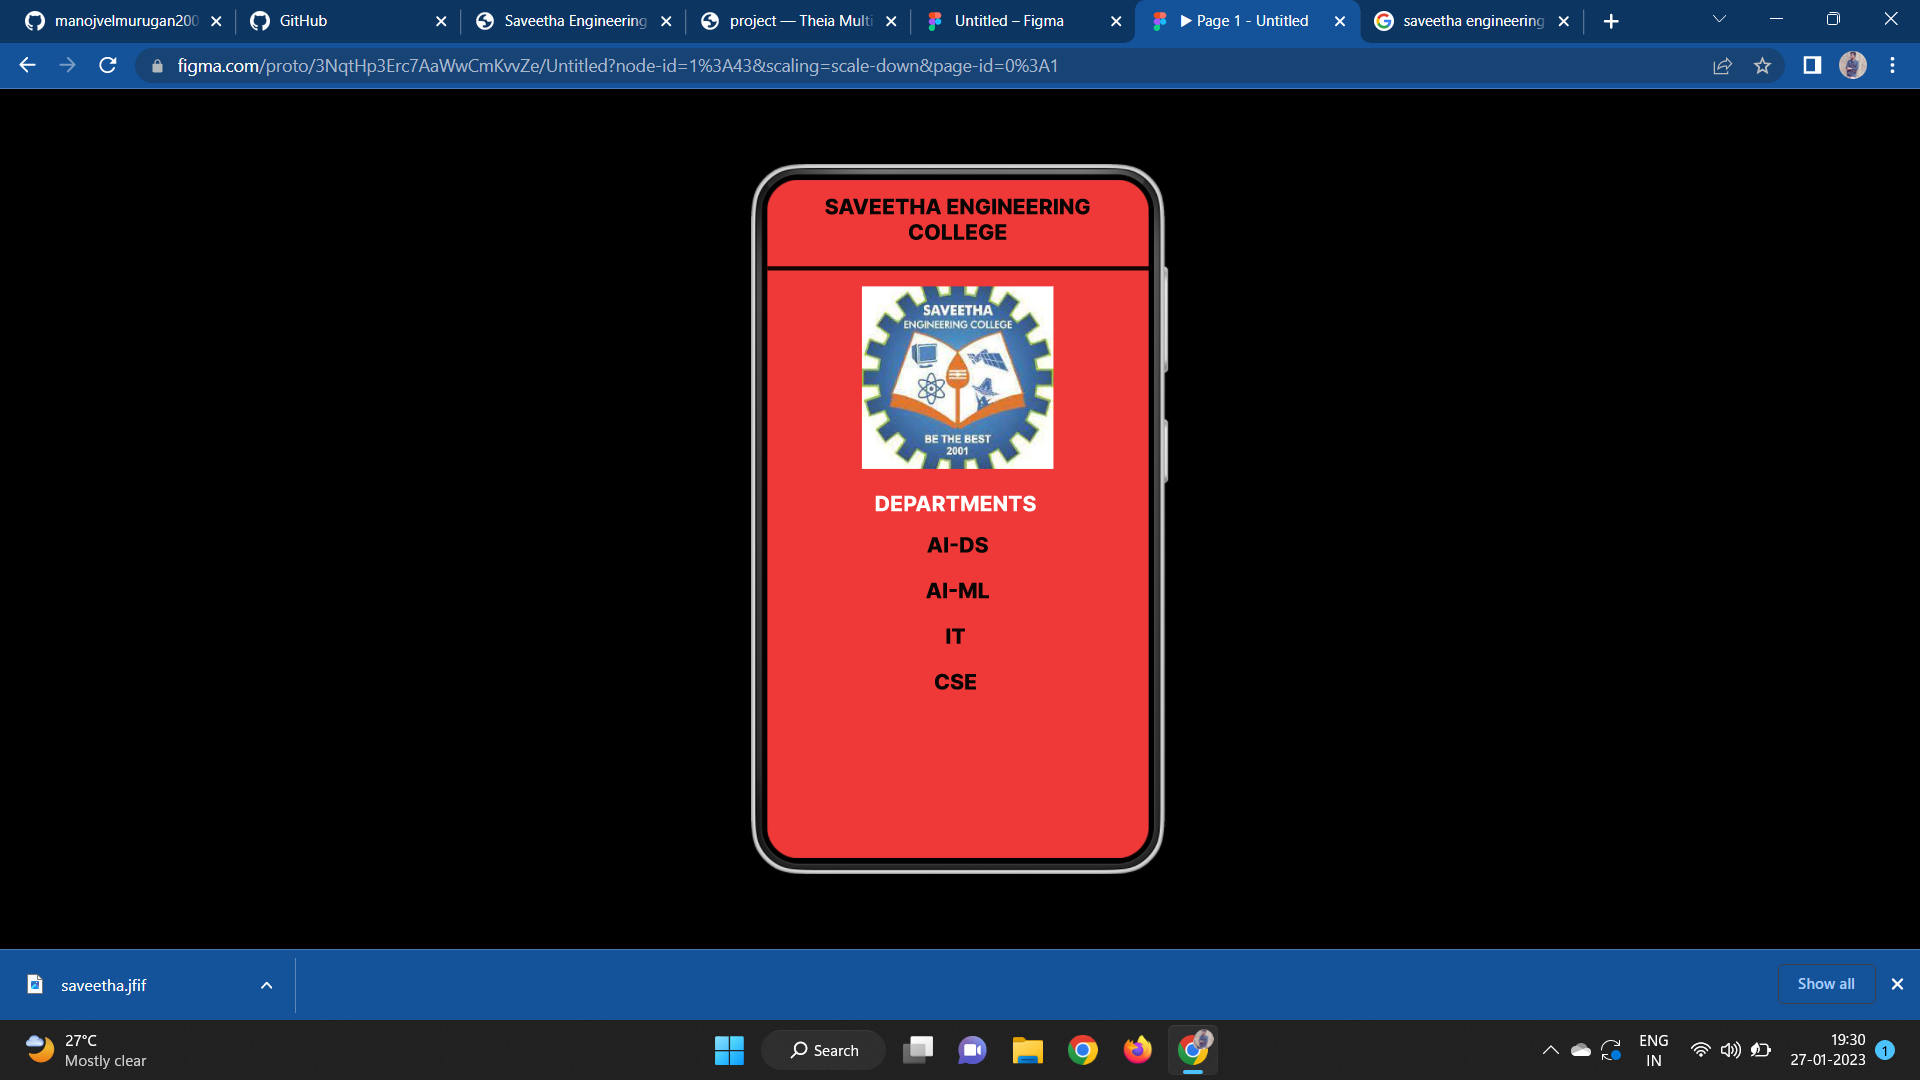 manojvelmurugan200
GitHub
Saveetha Engineering
project — Theia Multi
Untitled – Figma
Page 1 - Untitled
saveetha engineering
figma.com/proto/3NqtHp3Erc7AaWwCmKvvZe/Untitled?node-id=1%3A43&scaling=scale-down&page-id=0%3A1
SAVEETHA ENGINEERING
COLLEGE
SAVEETHA
ENGINEERING COLLEGE
BE THE BEST
2001
DEPARTMENTS
AI-DS
AI-ML
IT
CSE
saveetha.jfif
Show all
27°C
Mostly clear
Search
ENG
IN
19:30
27-01-2023
1